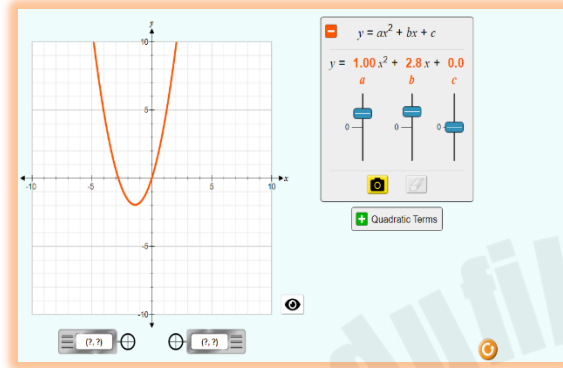 y = ax² + bx + c
y = 1.00 x² + 2.8 x + 0.0
a b c
0 0 0
Quadratic Terms
y
10
5
-10 -5 5 10 x
-5
-10
(?, ?) (?, ?)